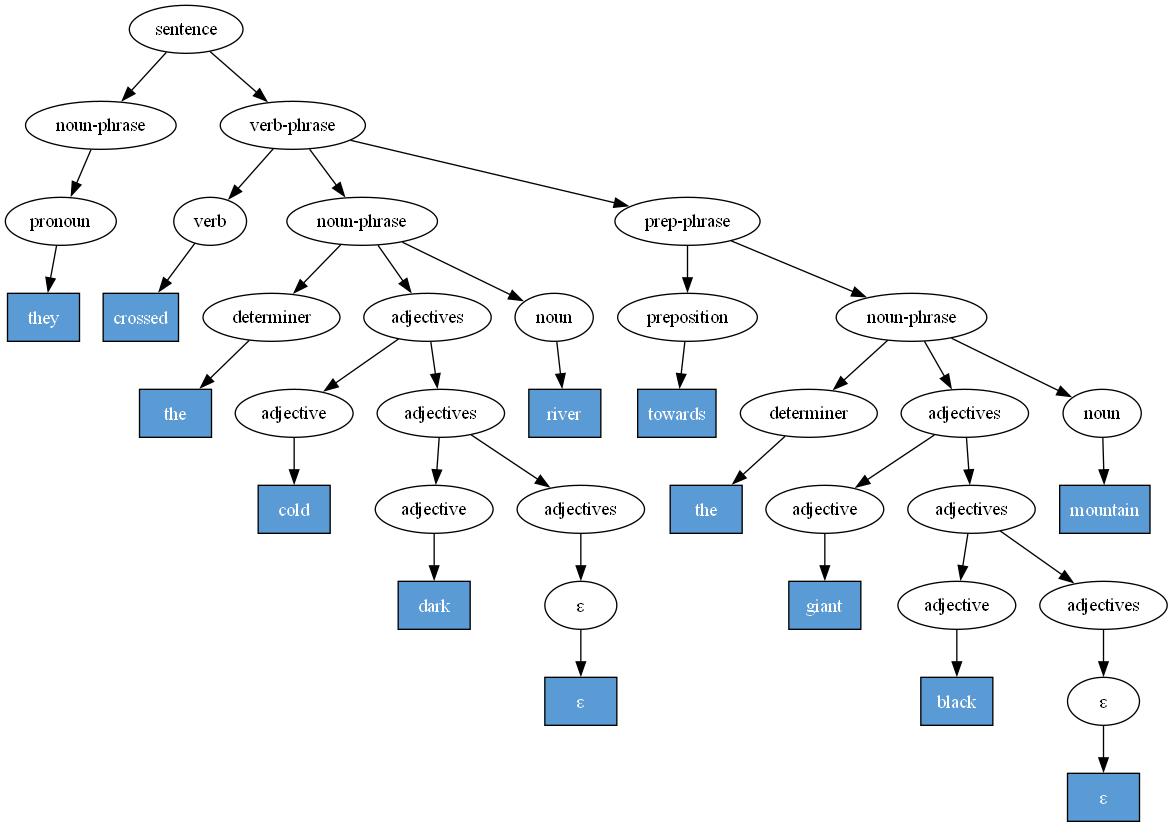 sentence
noun-phrase verb-phrase
pronoun verb noun-phrase prep-phrase
they crossed determiner adjectives noun preposition noun-phrase
the adjective adjectives river towards determiner adjectives noun
cold adjective adjectives the adjective adjectives mountain
dark ε giant adjective adjectives
ε black ε
ε